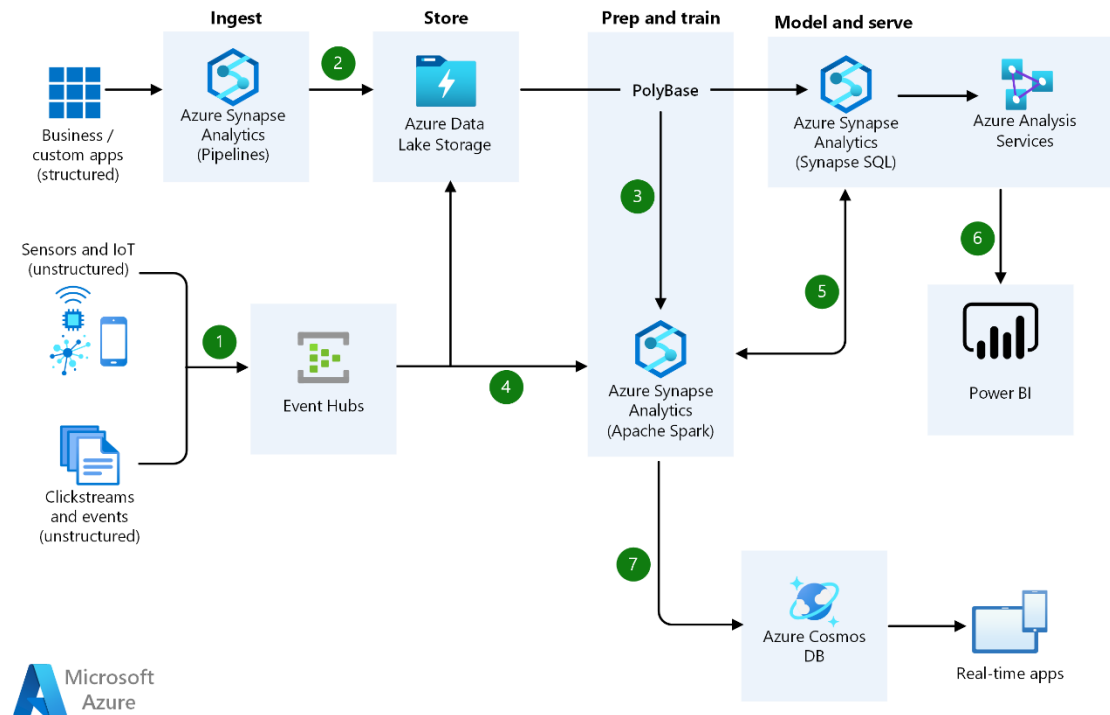 Ingest
Store
Prep and train
Model and serve
2
Business /
custom apps
(structured)
Azure Synapse
Analytics
(Pipelines)
Azure Data
Lake Storage
PolyBase
Azure Synapse
Analytics
(Synapse SQL)
Azure Analysis
Services
3
Sensors and IoT
(unstructured)
1
Event Hubs
4
5
6
Azure Synapse
Analytics
(Apache Spark)
Power BI
Clickstreams
and events
(unstructured)
7
Azure Cosmos
DB
Real-time apps
Microsoft
Azure